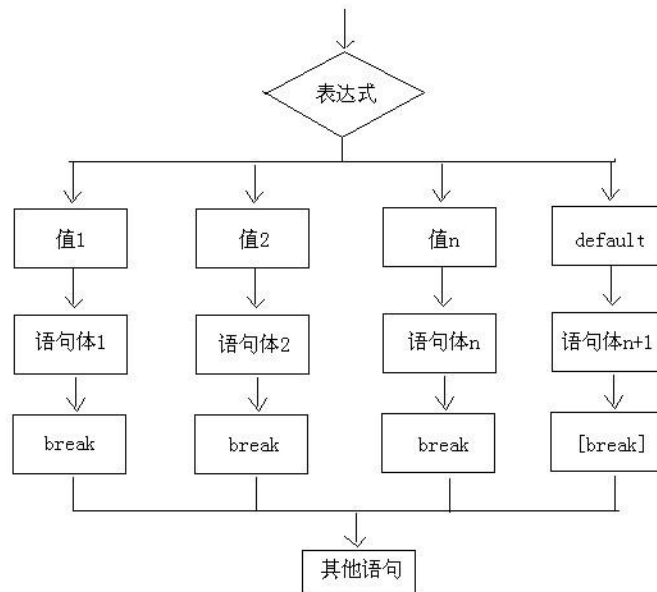 表达式
值1 值2 值n default
语句体1 语句体2 语句体n 语句体n+1
break break break [break]
其他语句